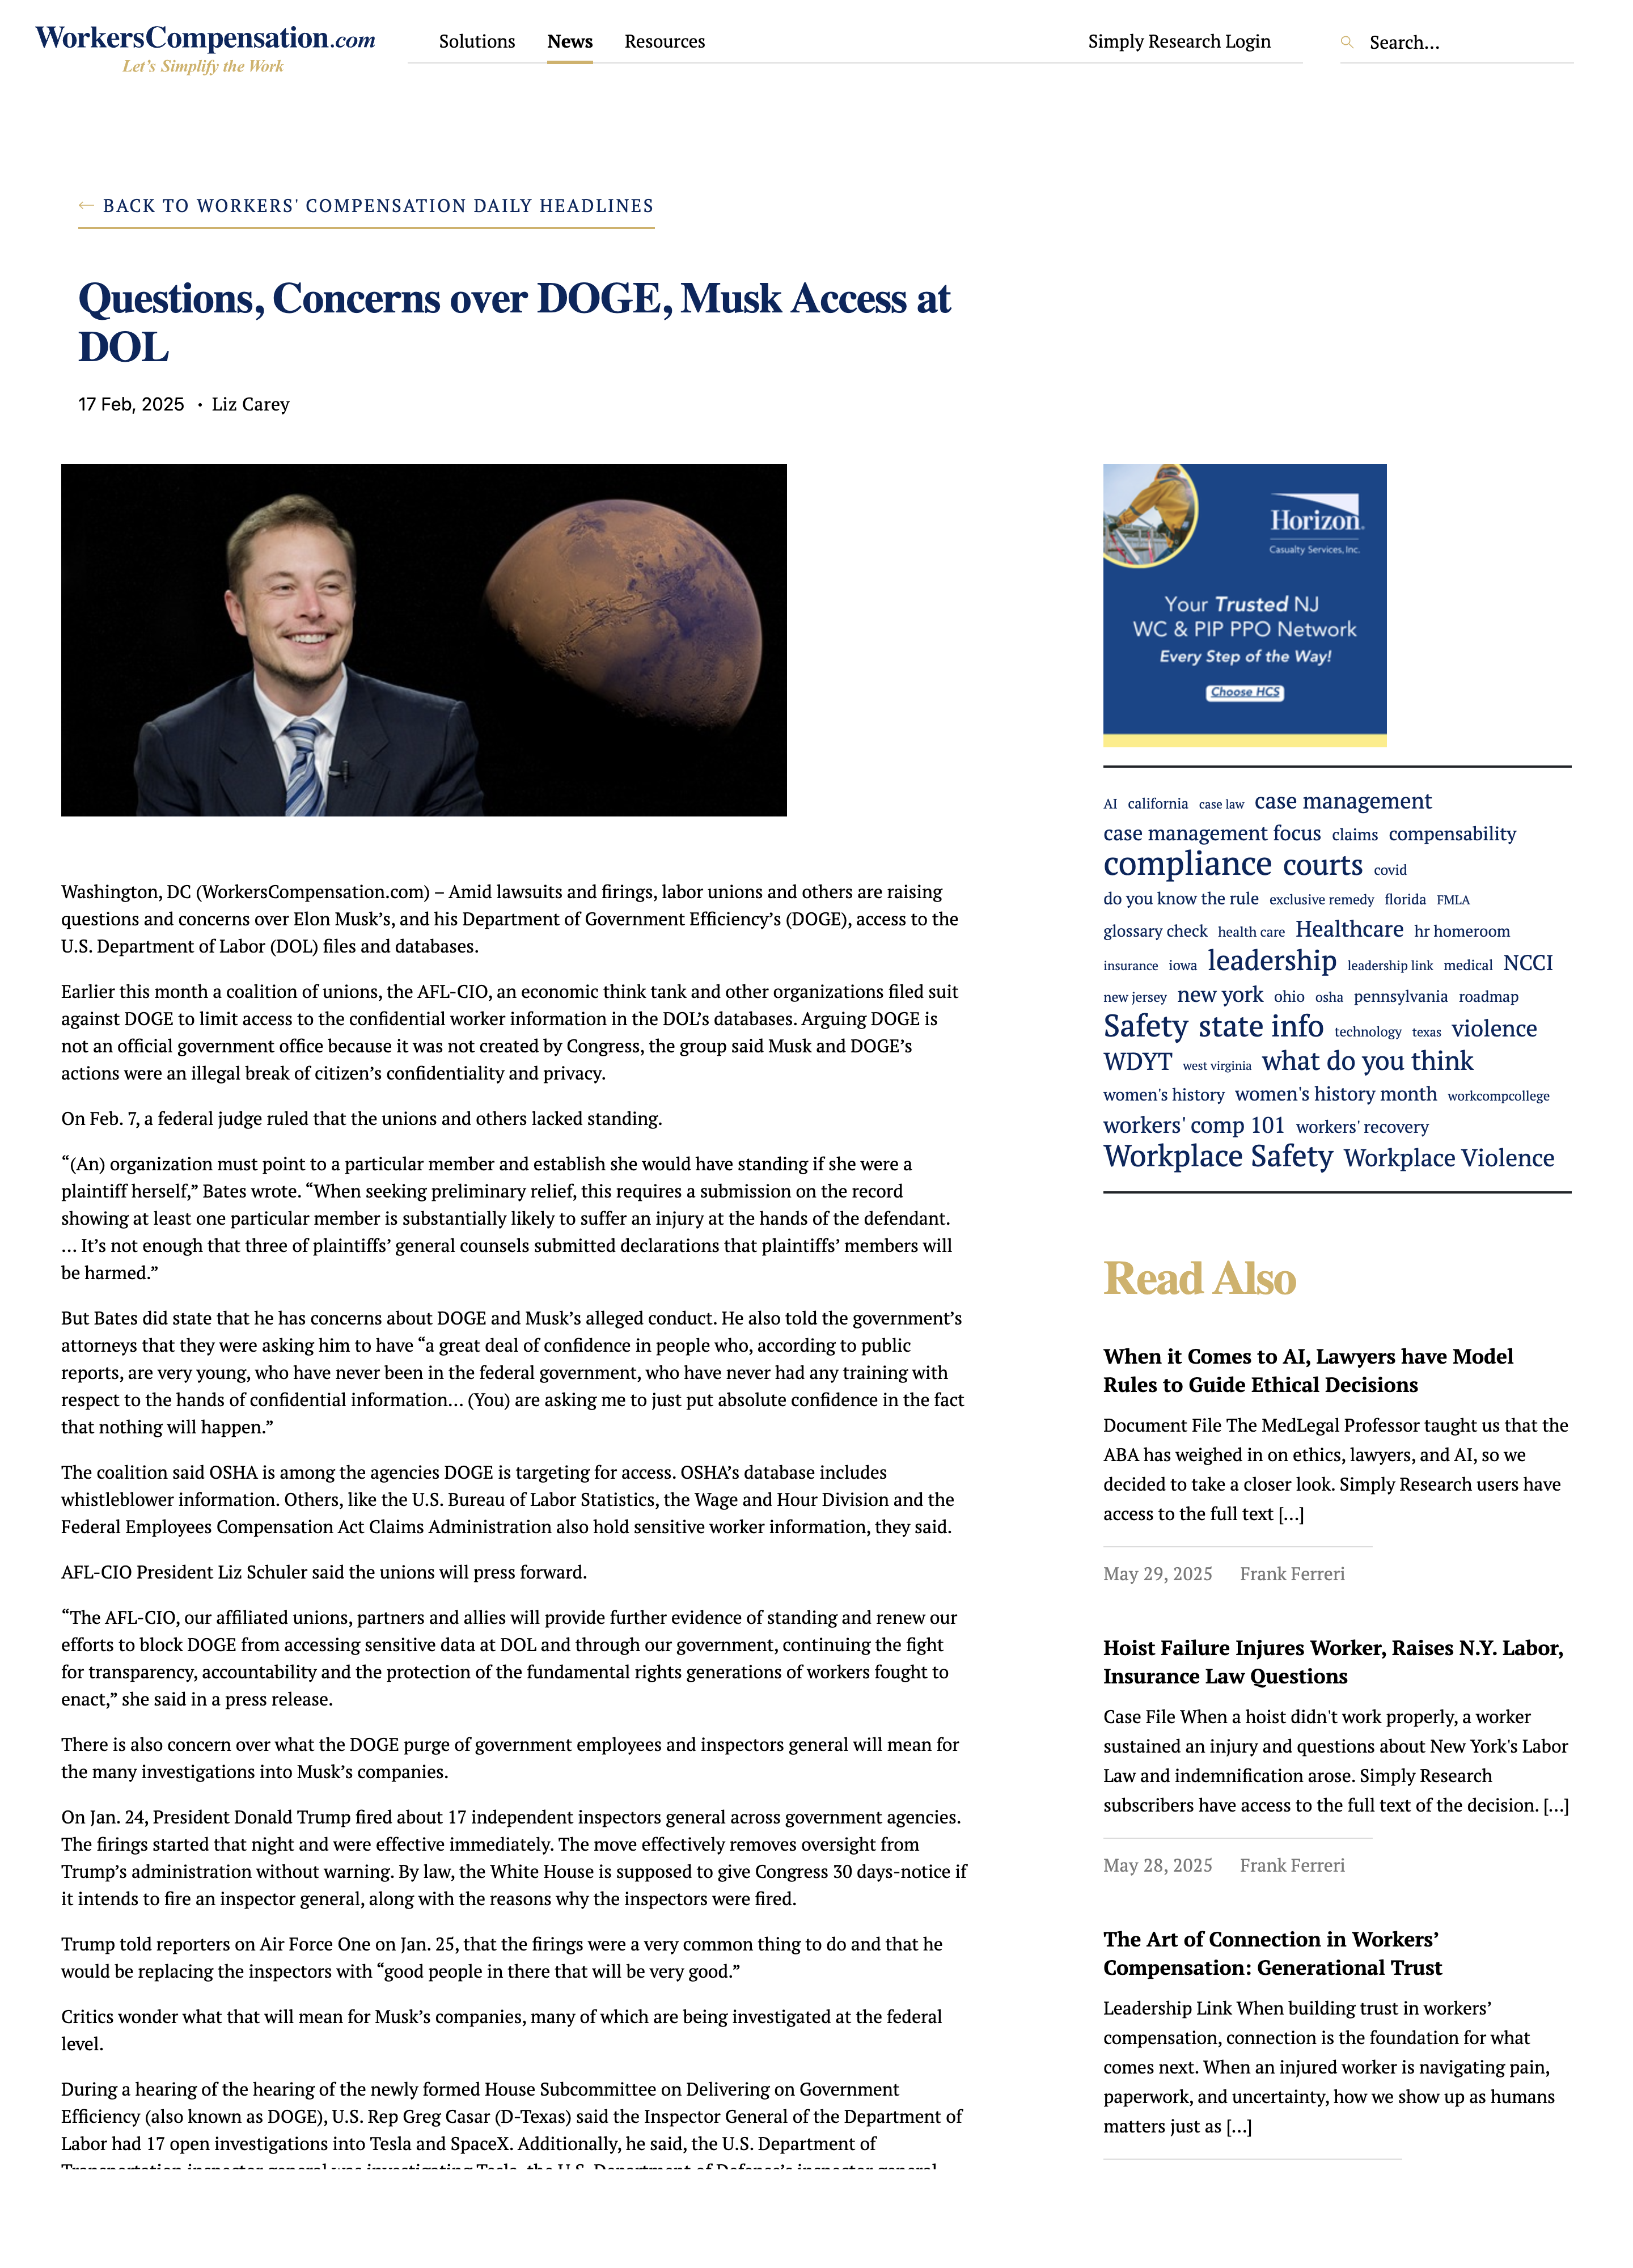 WorkersCompensation.com
Let's Simplify the Work
Solutions
News
Resources
Simply Research Login
Search...
← BACK TO WORKERS' COMPENSATION DAILY HEADLINES
Questions, Concerns over DOGE, Musk Access at
DOL
17 Feb, 2025 · Liz Carey
Washington, DC (WorkersCompensation.com) – Amid lawsuits and firings, labor unions and others are raising
questions and concerns over Elon Musk’s, and his Department of Government Efficiency’s (DOGE), access to the
U.S. Department of Labor (DOL) files and databases.
Earlier this month a coalition of unions, the AFL-CIO, an economic think tank and other organizations filed suit
against DOGE to limit access to the confidential worker information in the DOL’s databases. Arguing DOGE is
not an official government office because it was not created by Congress, the group said Musk and DOGE’s
actions were an illegal break of citizen’s confidentiality and privacy.
On Feb. 7, a federal judge ruled that the unions and others lacked standing.
“(An) organization must point to a particular member and establish she would have standing if she were a
plaintiff herself,” Bates wrote. “When seeking preliminary relief, this requires a submission on the record
showing at least one particular member is substantially likely to suffer an injury at the hands of the defendant.
… It’s not enough that three of plaintiffs’ general counsels submitted declarations that plaintiffs’ members will
be harmed.”
But Bates did state that he has concerns about DOGE and Musk’s alleged conduct. He also told the government’s
attorneys that they were asking him to have “a great deal of confidence in people who, according to public
reports, are very young, who have never been in the federal government, who have never had any training with
respect to the hands of confidential information… (You) are asking me to just put absolute confidence in the fact
that nothing will happen.”
The coalition said OSHA is among the agencies DOGE is targeting for access. OSHA’s database includes
whistleblower information. Others, like the U.S. Bureau of Labor Statistics, the Wage and Hour Division and the
Federal Employees Compensation Act Claims Administration also hold sensitive worker information, they said.
AFL-CIO President Liz Schuler said the unions will press forward.
“The AFL-CIO, our affiliated unions, partners and allies will provide further evidence of standing and renew our
efforts to block DOGE from accessing sensitive data at DOL and through our government, continuing the fight
for transparency, accountability and the protection of the fundamental rights generations of workers fought to
enact,” she said in a press release.
There is also concern over what the DOGE purge of government employees and inspectors general will mean for
the many investigations into Musk’s companies.
On Jan. 24, President Donald Trump fired about 17 independent inspectors general across government agencies.
The firings started that night and were effective immediately. The move effectively removes oversight from
Trump’s administration without warning. By law, the White House is supposed to give Congress 30 days-notice if
it intends to fire an inspector general, along with the reasons why the inspectors were fired.
Trump told reporters on Air Force One on Jan. 25, that the firings were a very common thing to do and that he
would be replacing the inspectors with “good people in there that will be very good.”
Critics wonder what that will mean for Musk’s companies, many of which are being investigated at the federal
level.
During a hearing of the hearing of the newly formed House Subcommittee on Delivering on Government
Efficiency (also known as DOGE), U.S. Rep Greg Casar (D-Texas) said the Inspector General of the Department of
Labor had 17 open investigations into Tesla and SpaceX. Additionally, he said, the U.S. Department of
Transportation inspector general was investigating Tesla, the U.S. Department of Defense’s inspector general
Horizon
Casualty Services, Inc.
Your Trusted NJ
WC & PIP PPO Network
Every Step of the Way!
Choose HCS
AI california case law case management
case management focus claims compensability
compliance courts covid
do you know the rule exclusive remedy florida FMLA
glossary check health care Healthcare hr homeroom
insurance iowa leadership leadership link medical NCCI
new jersey new york ohio osha pennsylvania roadmap
Safety state info technology texas violence
WDYT west virginia what do you think
women's history women's history month workcompcollege
workers' comp 101 workers' recovery
Workplace Safety Workplace Violence
Read Also
When it Comes to AI, Lawyers have Model
Rules to Guide Ethical Decisions
Document File The MedLegal Professor taught us that the
ABA has weighed in on ethics, lawyers, and AI, so we
decided to take a closer look. Simply Research users have
access to the full text […]
May 29, 2025 Frank Ferreri
Hoist Failure Injures Worker, Raises N.Y. Labor,
Insurance Law Questions
Case File When a hoist didn't work properly, a worker
sustained an injury and questions about New York's Labor
Law and indemnification arose. Simply Research
subscribers have access to the full text of the decision. […]
May 28, 2025 Frank Ferreri
The Art of Connection in Workers’
Compensation: Generational Trust
Leadership Link When building trust in workers’
compensation, connection is the foundation for what
comes next. When an injured worker is navigating pain,
paperwork, and uncertainty, how we show up as humans
matters just as […]